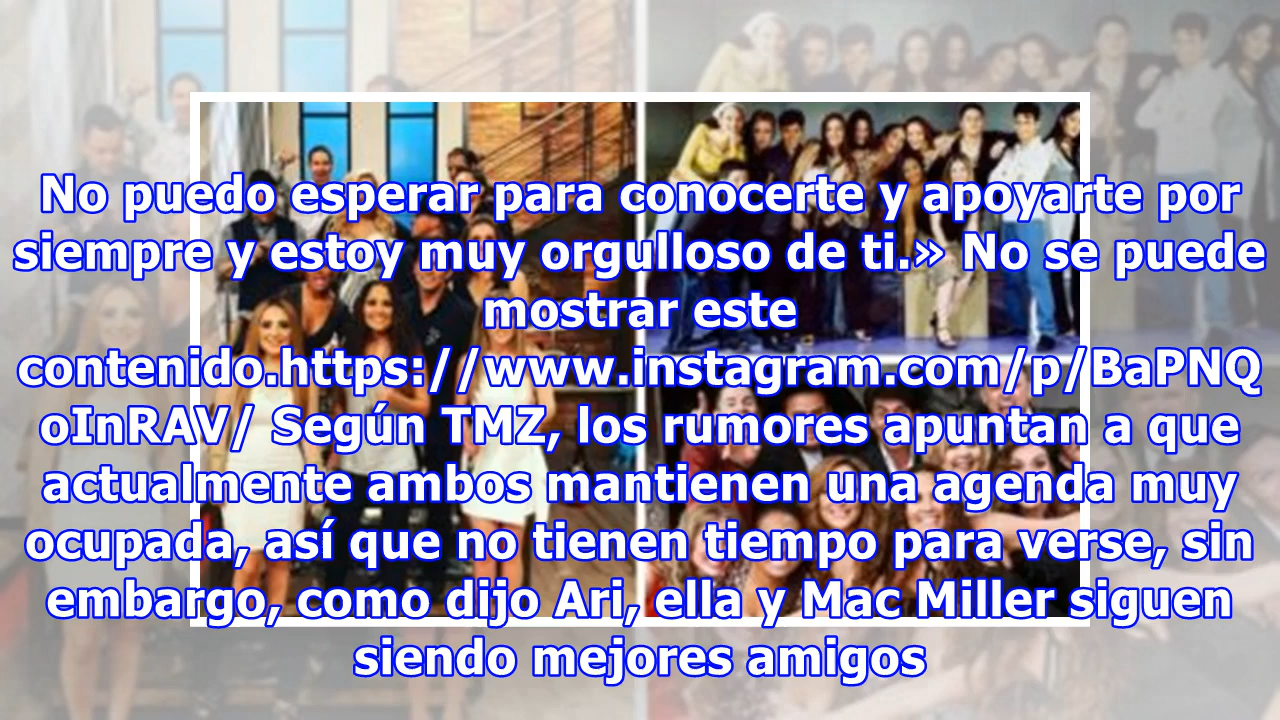 No puedo esperar para conocerte y apoyarte por
siempre y estoy muy orgulloso de ti.» No se puede
mostrar este
contenido.https://www.instagram.com/p/BaPNQ
oInRAV/ Según TMZ, los rumores apuntan a que
actualmente ambos mantienen una agenda muy
ocupada, así que no tienen tiempo para verse, sin
embargo, como dijo Ari, ella y Mac Miller siguen
siendo mejores amigos